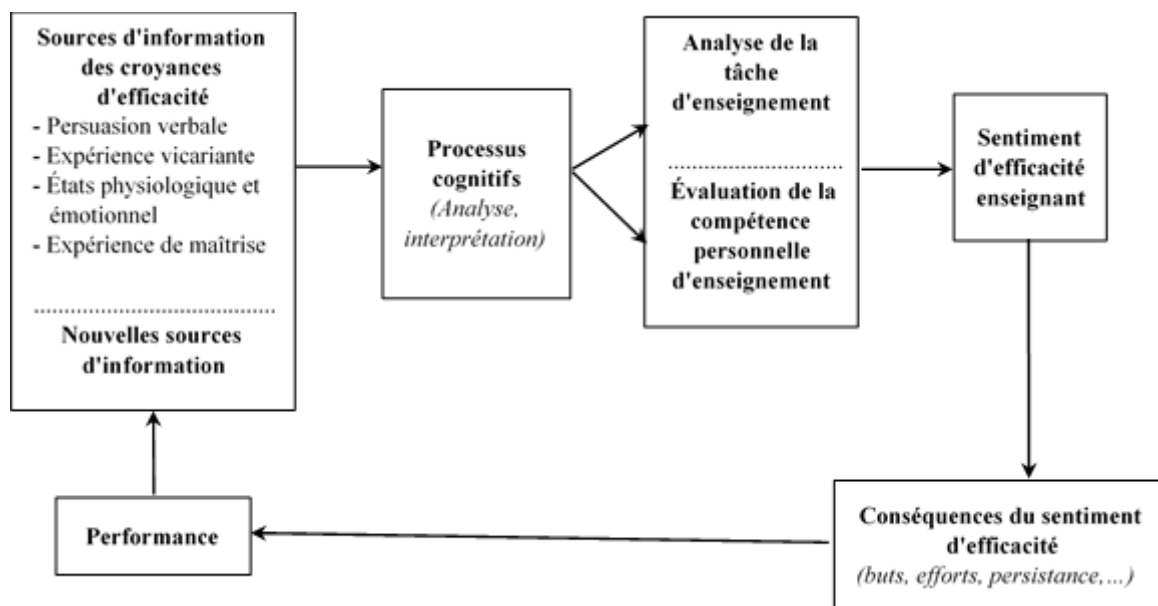 Sources d'information
des croyances
d'efficacité
- Persuasion verbale
- Expérience vicariante
- États physiologique et
émotionnel
- Expérience de maîtrise
Nouvelles sources
d'information
Processus
cognitifs
(Analyse,
interprétation)
Analyse de la
tâche
d'enseignement
Évaluation de la
compétence
personnelle
d'enseignement
Sentiment
d'efficacité
enseignant
Conséquences du sentiment
d'efficacité
(buts, efforts, persistance,…)
Performance